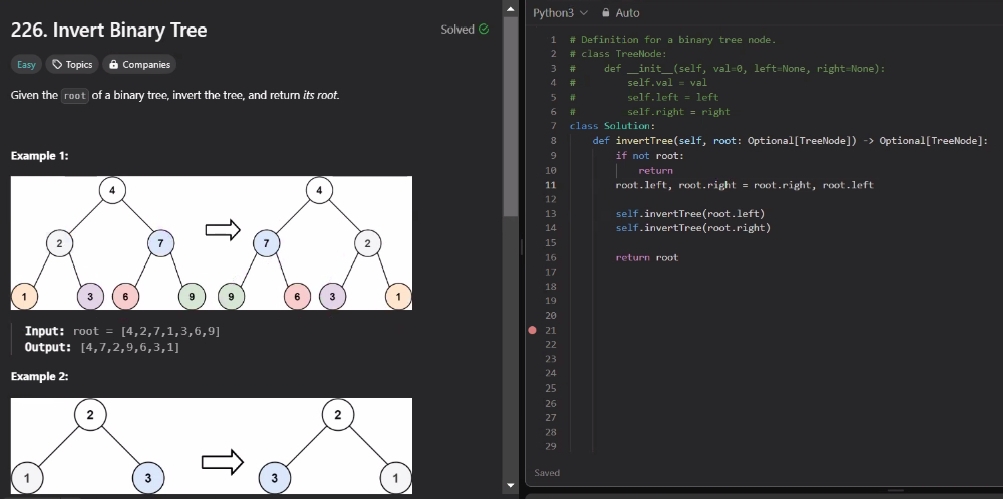 226. Invert Binary Tree
Solved
Easy Topics Companies
Given the root of a binary tree, invert the tree, and return its root.
Example 1:
4 4
2 7 7 2
1 3 6 9 9 6 3 1
Input: root = [4,2,7,1,3,6,9]
Output: [4,7,2,9,6,3,1]
Example 2:
2 2
1 3 3 1
Python3 Auto
1 # Definition for a binary tree node.
2 # class TreeNode:
3 #     def __init__(self, val=0, left=None, right=None):
4 #         self.val = val
5 #         self.left = left
6 #         self.right = right
7 class Solution:
8     def invertTree(self, root: Optional[TreeNode]) -> Optional[TreeNode]:
9         if not root:
10             return
11         root.left, root.right = root.right, root.left
12
13         self.invertTree(root.left)
14         self.invertTree(root.right)
15
16         return root
17
18
19
20
21
22
23
24
25
26
27
28
29
Saved